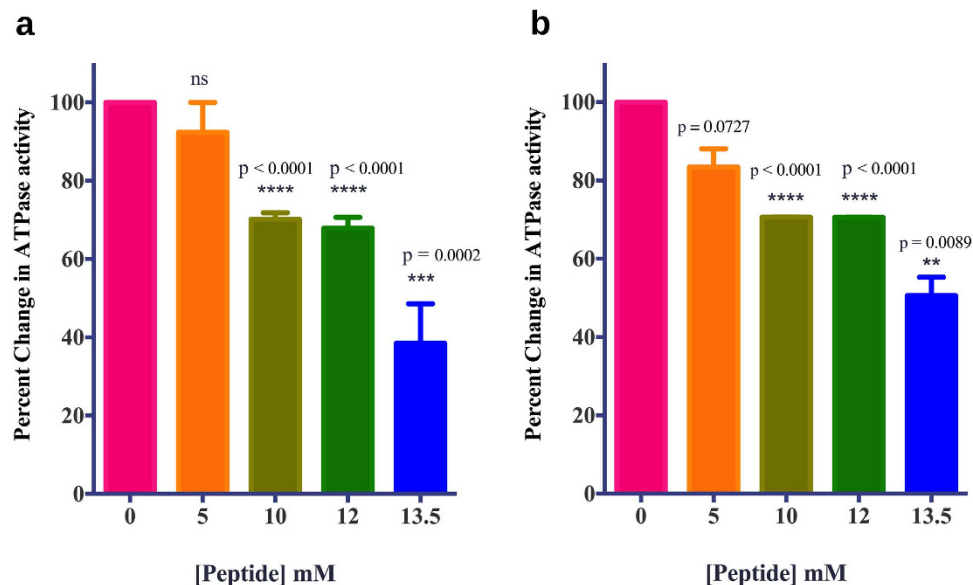 a
Percent Change in ATPase activity
100
80
60
40
20
0
ns
p < 0.0001
****
p < 0.0001
****
p = 0.0002
***
0 5 10 12 13.5
[Peptide] mM
b
Percent Change in ATPase activity
100
80
60
40
20
0
p = 0.0727
p < 0.0001
****
p < 0.0001
****
p = 0.0089
**
0 5 10 12 13.5
[Peptide] mM